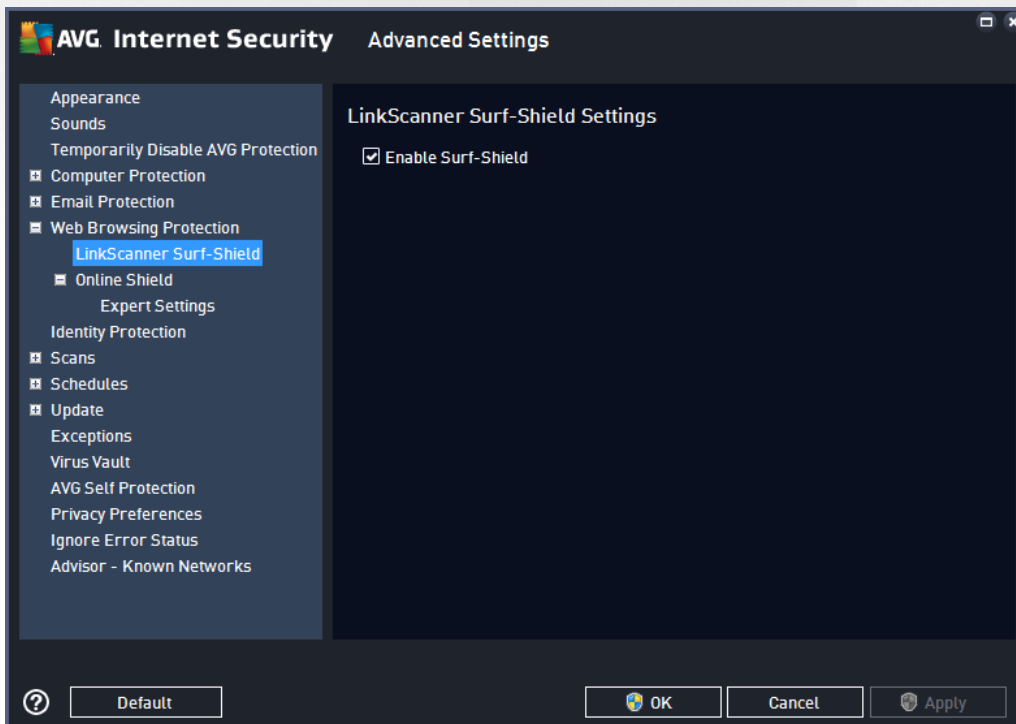 AVG. Internet Security Advanced Settings
Appearance
Sounds
Temporarily Disable AVG Protection
Computer Protection
Email Protection
Web Browsing Protection
LinkScanner Surf-Shield
Online Shield
Expert Settings
Identity Protection
Scans
Schedules
Update
Exceptions
Virus Vault
AVG Self Protection
Privacy Preferences
Ignore Error Status
Advisor - Known Networks
LinkScanner Surf-Shield Settings
Enable Surf-Shield
? Default OK Cancel Apply